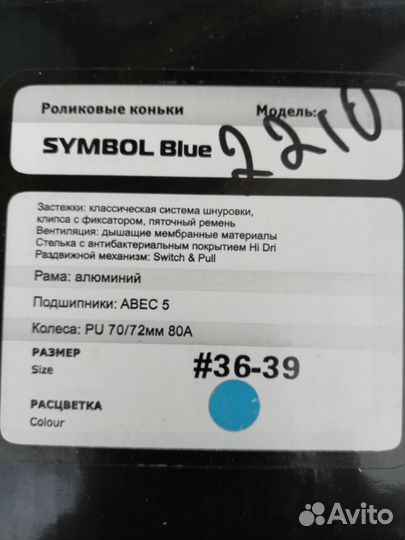 Роликовые коньки Модель:
SYMBOL Blue 2210
Застежки: классическая система шнуровки,
клипса с фиксатором, пяточный ремень
Вентиляция: дышащие мембранные материалы
Стелька с антибактериальным покрытием Hi Dri
Раздвижной механизм: Switch & Pull
Рама: алюминий
Подшипники: ABEC 5
Колеса: PU 70/72мм 80A
РАЗМЕР #36-39
Size
РАСЦВЕТКА
Colour
Avito